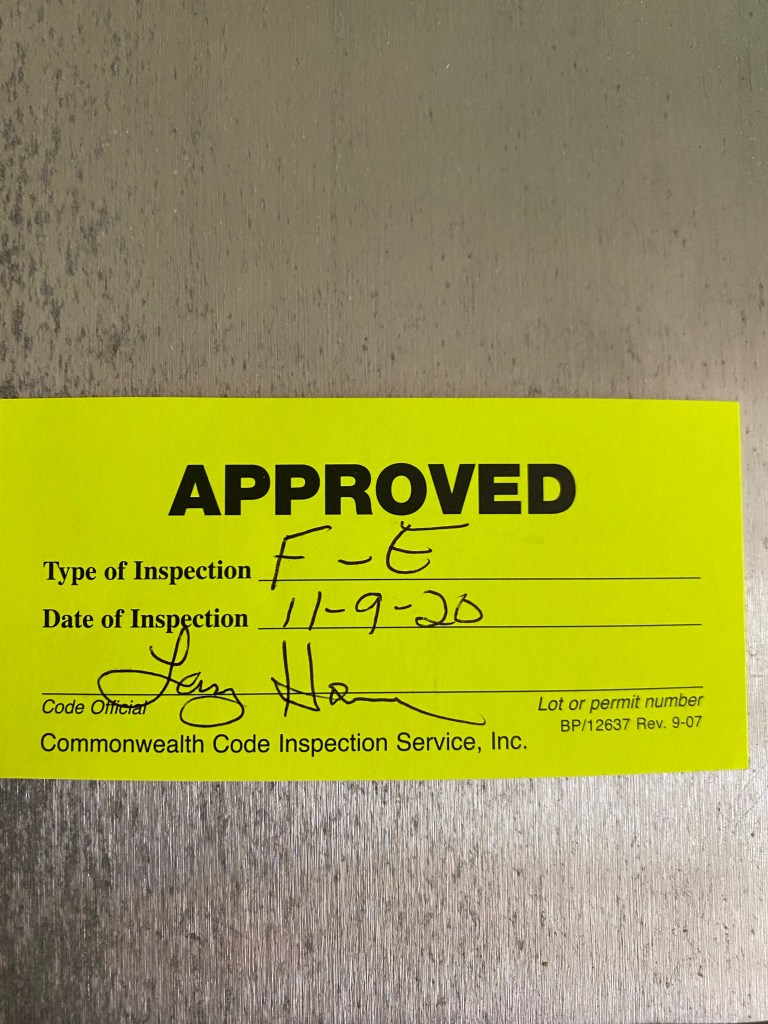 APPROVED
Type of Inspection F - E
Date of Inspection 11-9-20
Code Official
Lot or permit number
BP/12637 Rev. 9-07
Commonwealth Code Inspection Service, Inc.